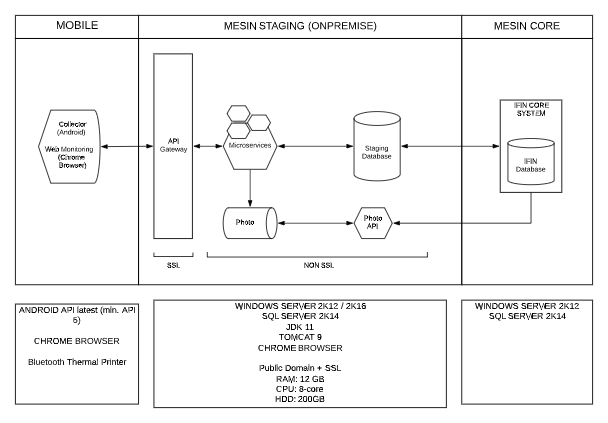 MOBILE
MESIN STAGING (ONPREMISE)
MESIN CORE
Collector
(Android)
Web Monitoring
(Chrome
Browser)
API
Gateway
Microservices
Staging
Database
IFIN CORE
SYSTEM
IFIN
Database
Photo
Photo
API
SSL
NON SSL
ANDROID API latest (min. API
5)
CHROME BROWSER
Bluetooth Thermal Printer
WINDOWS SERVER 2K12 / 2K16
SQL SERVER 2K14
JDK 11
TOMCAT 9
CHROME BROWSER
Public Domain + SSL
RAM: 12 GB
CPU: 8-core
HDD: 200GB
WINDOWS SERVER 2K12
SQL SERVER 2K14